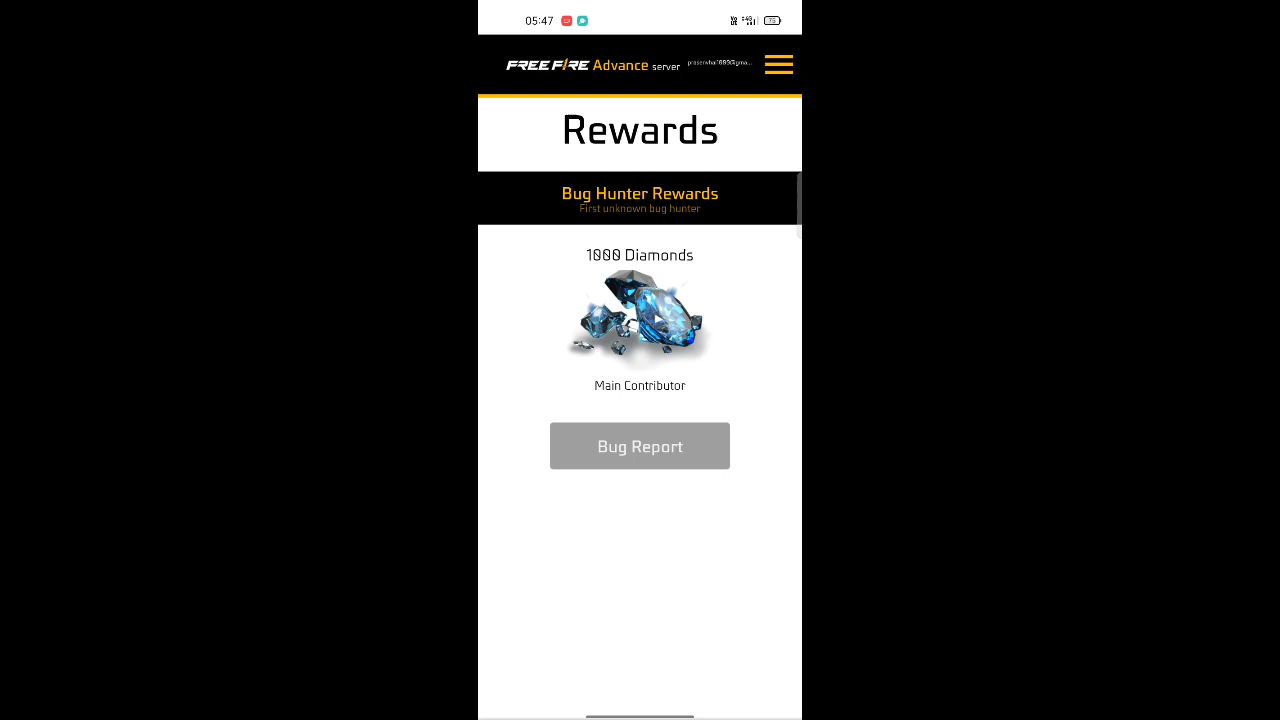 05:47
75
FREE FIRE Advance server
Rewards
Bug Hunter Rewards
First unknown bug hunter
1000 Diamonds
Main Contributor
Bug Report